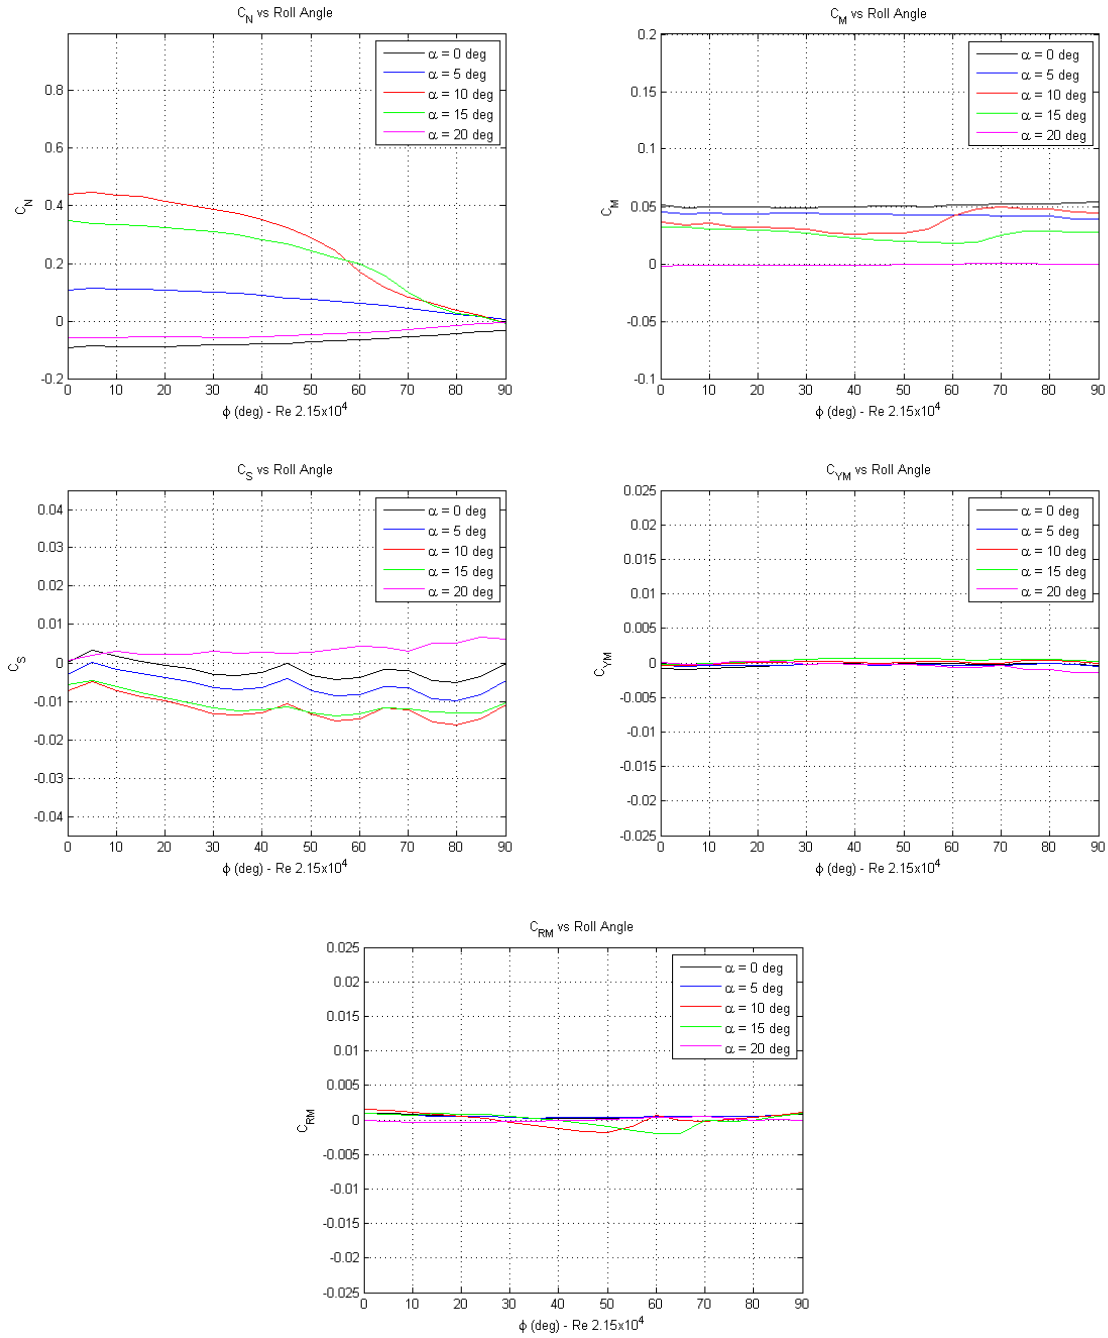 C_N vs Roll Angle
α = 0 deg
α = 5 deg
α = 10 deg
α = 15 deg
α = 20 deg
0.8
0.6
0.4
0.2
0
-0.2
C_N
0 10 20 30 40 50 60 70 80 90
ϕ (deg) - Re 2.15x10^4
C_M vs Roll Angle
α = 0 deg
α = 5 deg
α = 10 deg
α = 15 deg
α = 20 deg
0.2
0.15
0.1
0.05
0
-0.05
-0.1
C_M
0 10 20 30 40 50 60 70 80 90
ϕ (deg) - Re 2.15x10^4
C_S vs Roll Angle
α = 0 deg
α = 5 deg
α = 10 deg
α = 15 deg
α = 20 deg
0.04
0.03
0.02
0.01
0
-0.01
-0.02
-0.03
-0.04
C_S
0 10 20 30 40 50 60 70 80 90
ϕ (deg) - Re 2.15x10^4
C_YM vs Roll Angle
α = 0 deg
α = 5 deg
α = 10 deg
α = 15 deg
α = 20 deg
0.025
0.02
0.015
0.01
0.005
0
-0.005
-0.01
-0.015
-0.02
-0.025
C_YM
0 10 20 30 40 50 60 70 80 90
ϕ (deg) - Re 2.15x10^4
C_RM vs Roll Angle
α = 0 deg
α = 5 deg
α = 10 deg
α = 15 deg
α = 20 deg
0.025
0.02
0.015
0.01
0.005
0
-0.005
-0.01
-0.015
-0.02
-0.025
C_RM
0 10 20 30 40 50 60 70 80 90
ϕ (deg) - Re 2.15x10^4